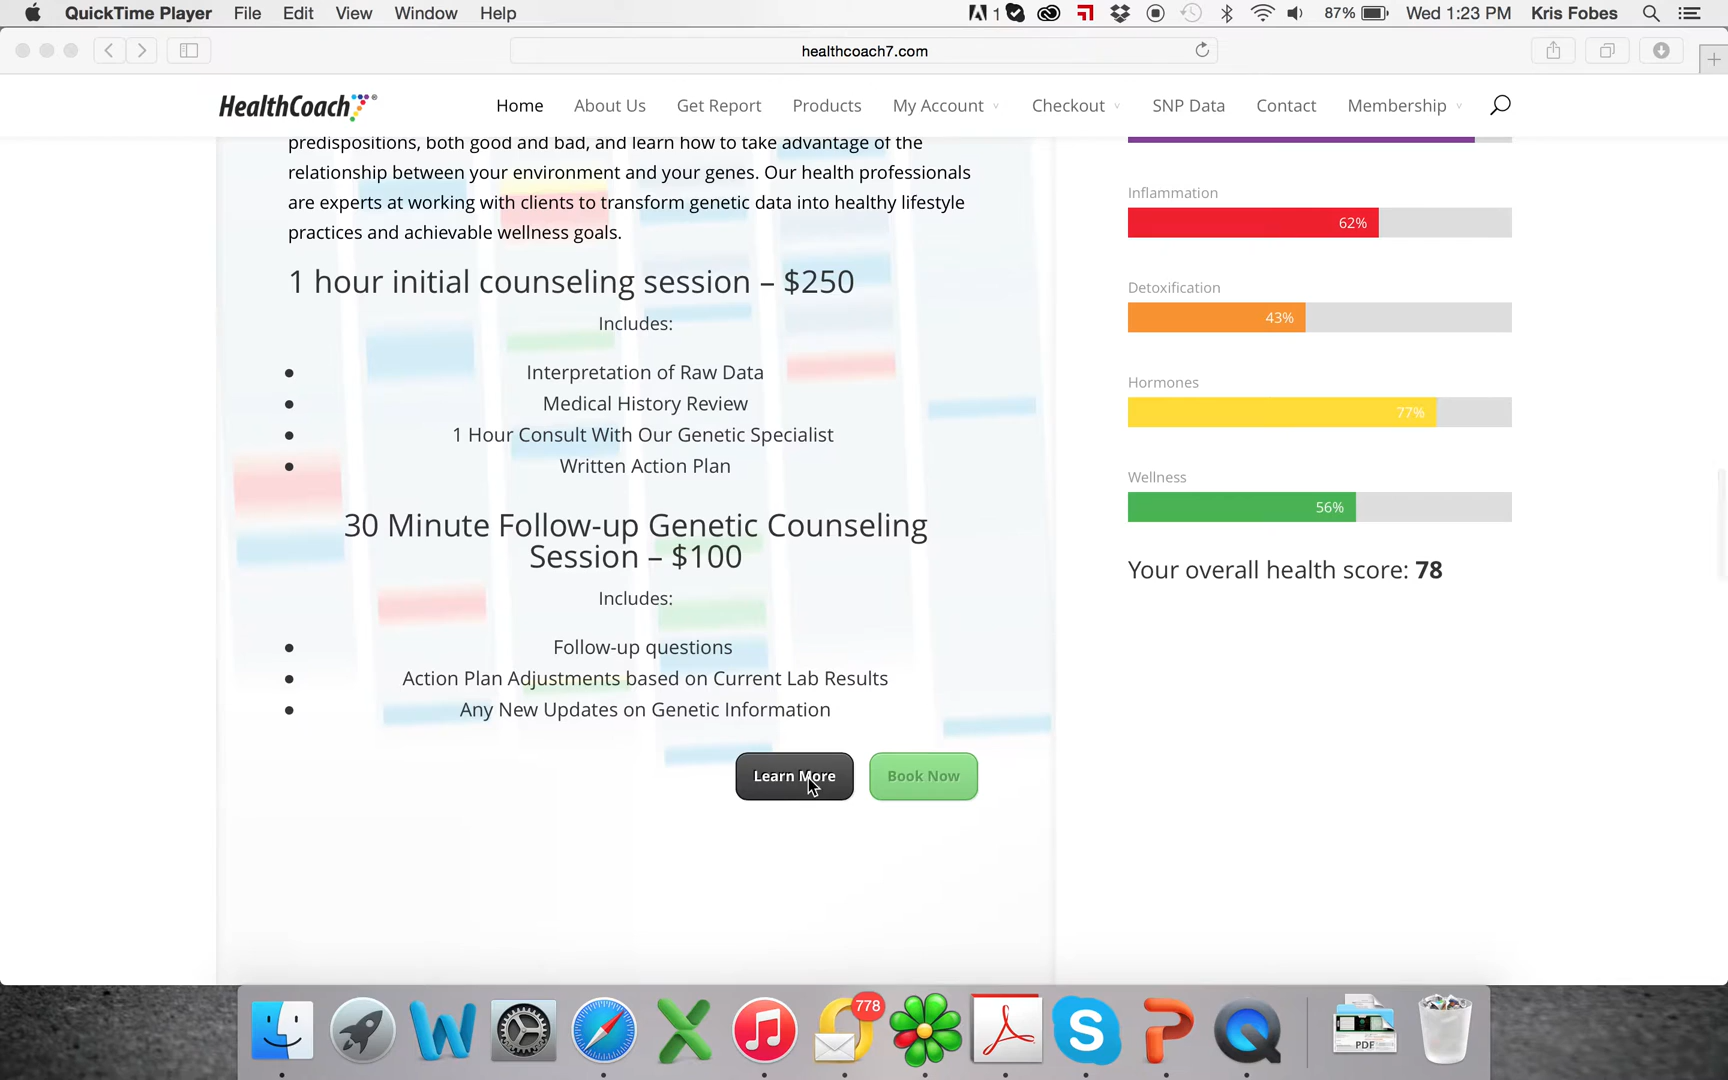 QuickTime Player File Edit View Window Help 1 87% Wed 1:23 PM Kris Fobes
healthcoach7.com
HealthCoach7® Home About Us Get Report Products My Account Checkout SNP Data Contact Membership
predispositions, both good and bad, and learn how to take advantage of the
relationship between your environment and your genes. Our health professionals
are experts at working with clients to transform genetic data into healthy lifestyle
practices and achievable wellness goals.
1 hour initial counseling session – $250
Includes:
Interpretation of Raw Data
Medical History Review
1 Hour Consult With Our Genetic Specialist
Written Action Plan
30 Minute Follow-up Genetic Counseling
Session – $100
Includes:
Follow-up questions
Action Plan Adjustments based on Current Lab Results
Any New Updates on Genetic Information
Learn More Book Now
Inflammation
62%
Detoxification
43%
Hormones
77%
Wellness
56%
Your overall health score: 78
778
PDF